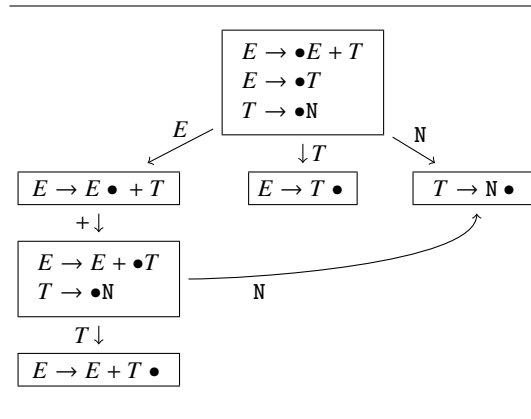 E → •E + T
E → •T
T → •N
E
↓T
N
E → E • + T
E → T •
T → N •
+↓
E → E + •T
T → •N
N
T↓
E → E + T •